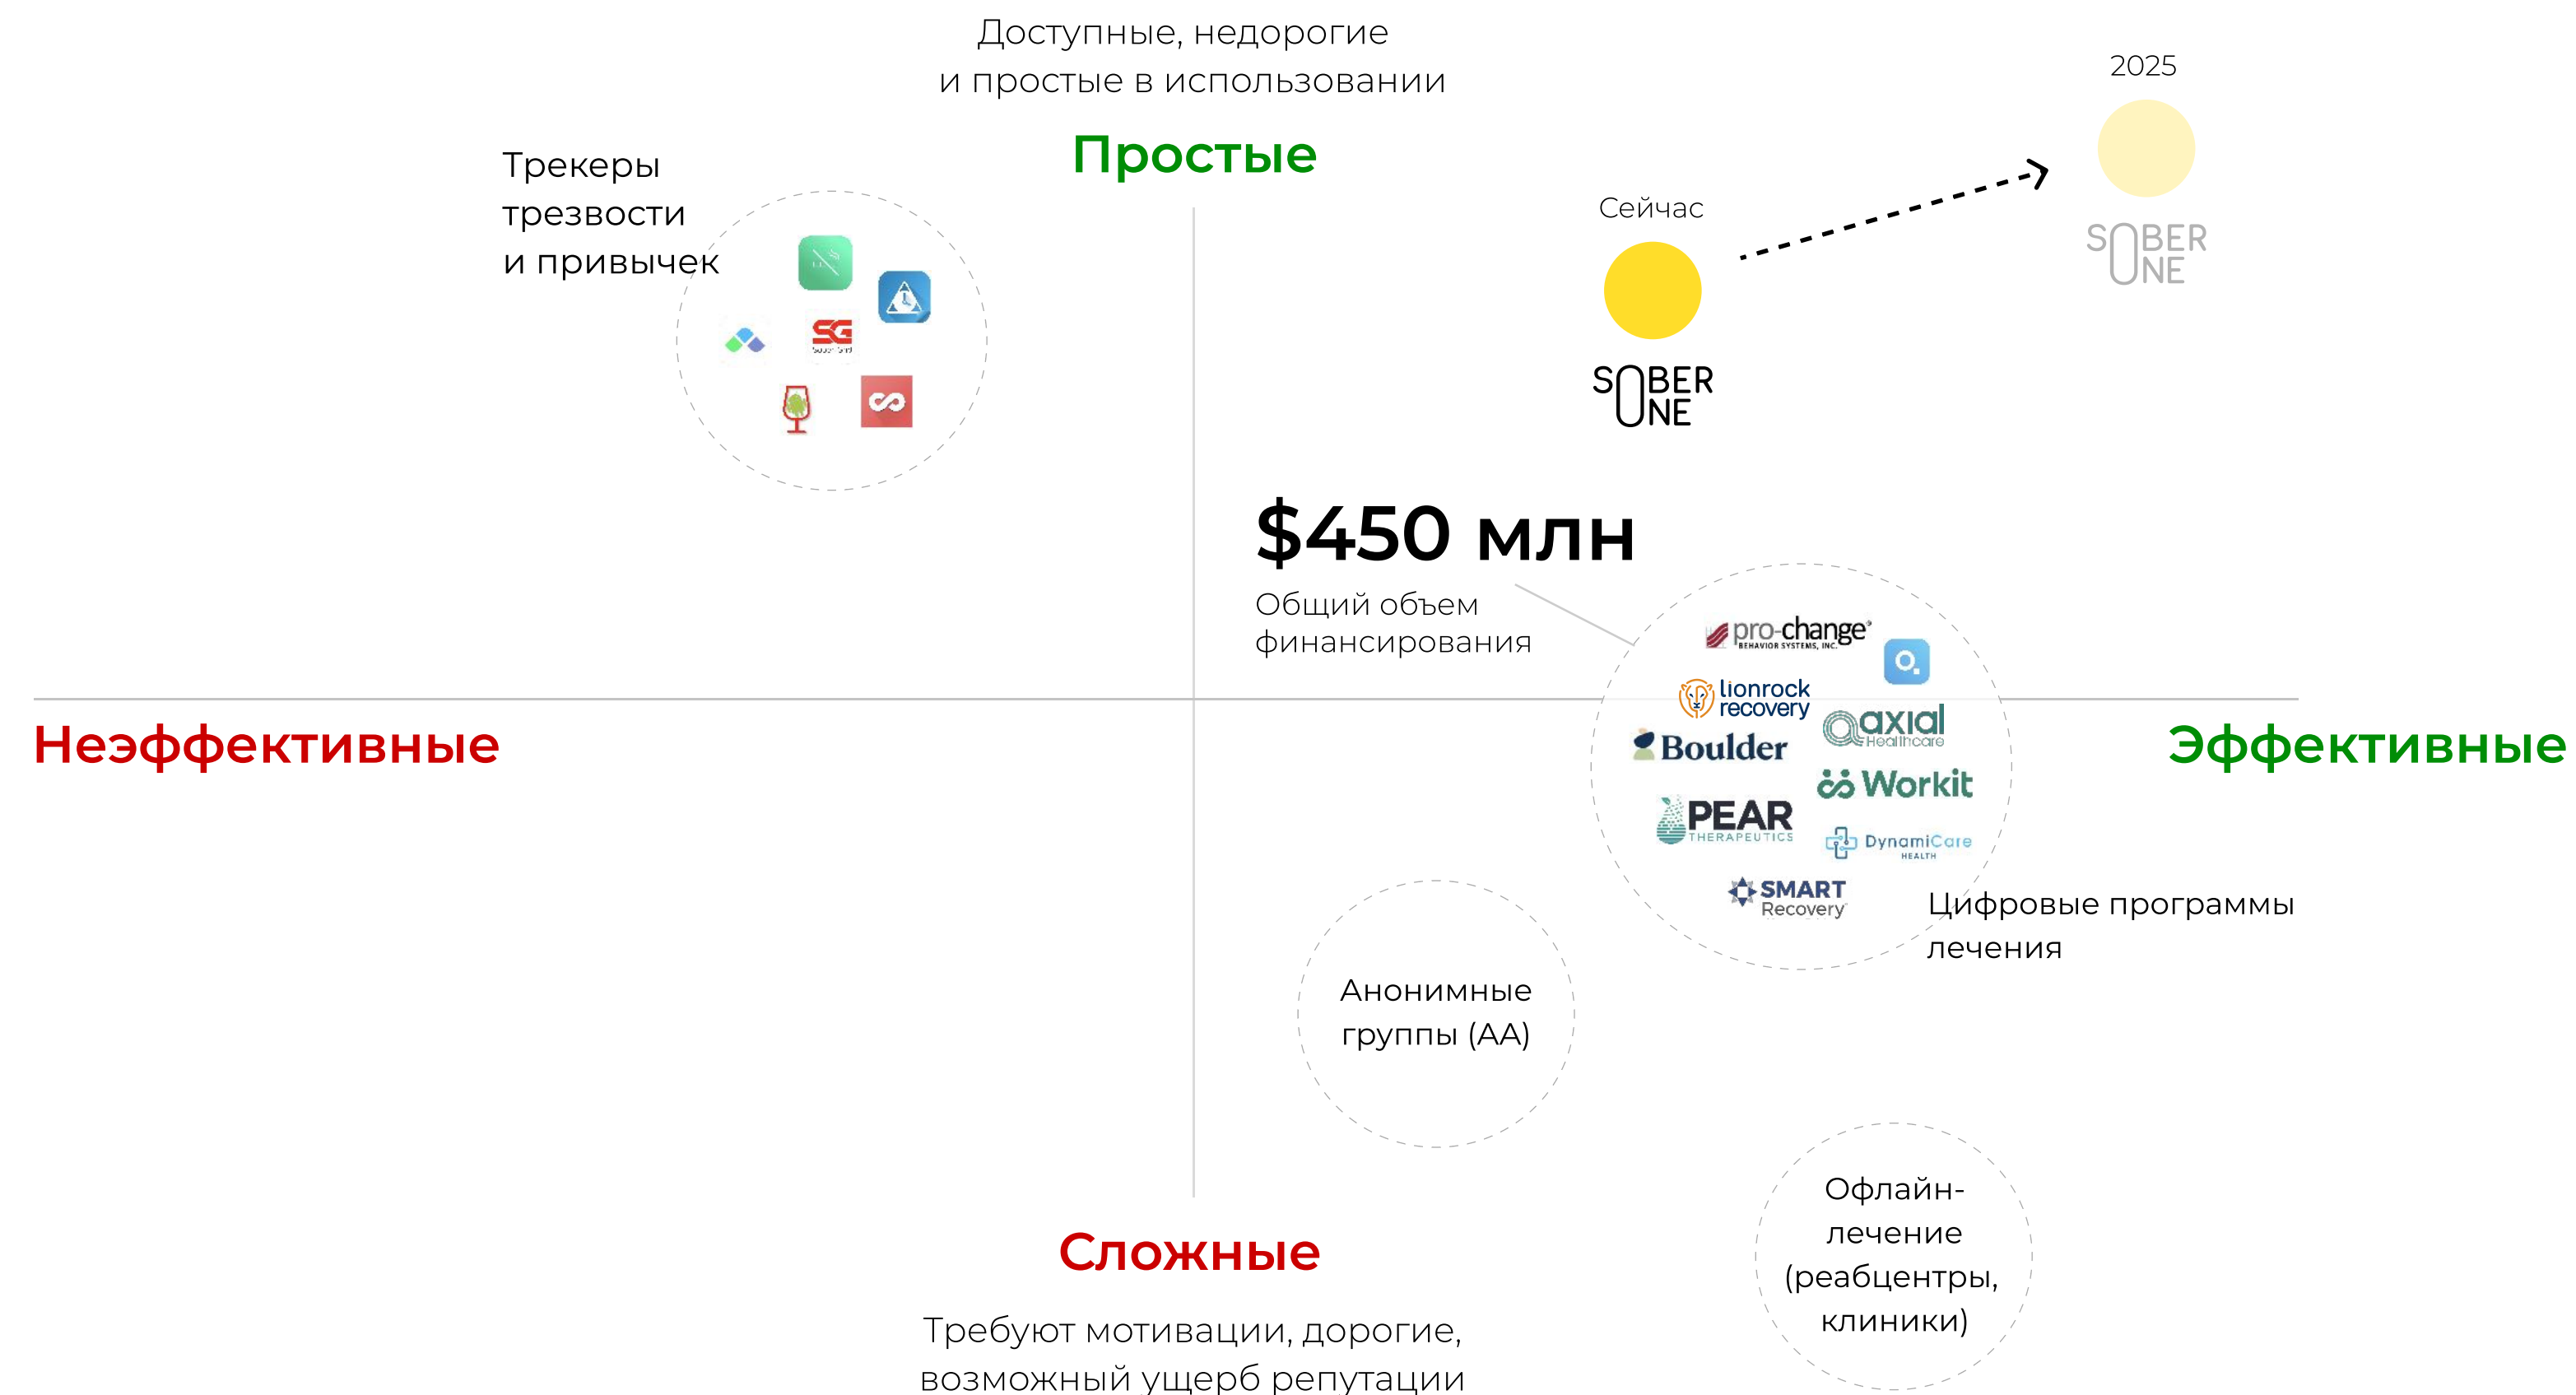 Доступные, недорогие
и простые в использовании
Простые
2025
SOBER
ONE
Сейчас
SOBER
ONE
Трекеры
трезвости
и привычек
SG
$450 млн
Общий объем
финансирования
pro-change®
BEHAVIOR SYSTEMS, INC.
lionrock
recovery
axial
Healthcare
Boulder
Workit
PEAR
THERAPEUTICS
DynamiCare
HEALTH
SMART
Recovery
Цифровые программы
лечения
Неэффективные
Эффективные
Анонимные
группы (АА)
Офлайн-
лечение
(реабцентры,
клиники)
Сложные
Требуют мотивации, дорогие,
возможный ущерб репутации